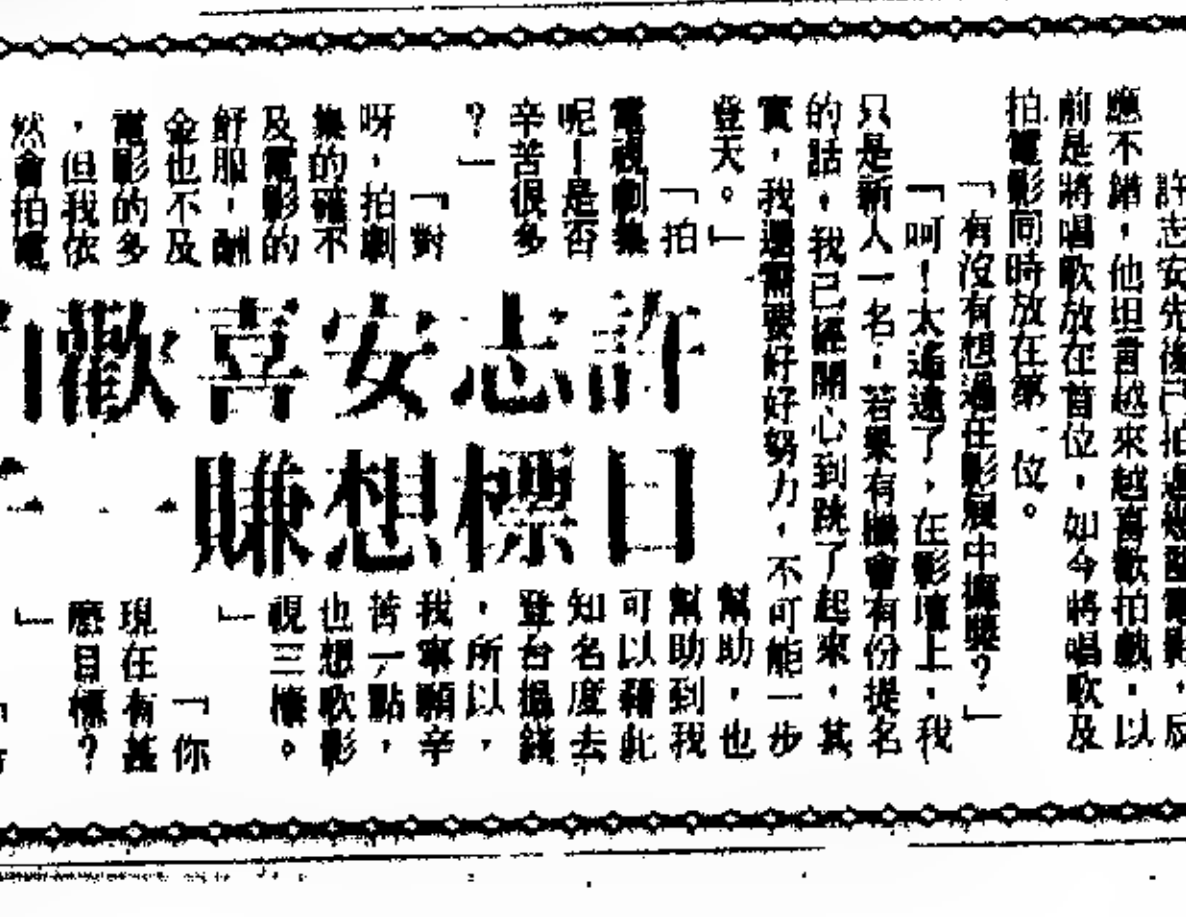 許志安喜歡
目標想賺一
許志安先後已拍過幾部電影，反
應不錯，他坦言越來越喜歡拍戲，以
前是將唱歌放在首位，如今將唱歌及
拍電影同時放在第一位。
「有沒有想過在影展中攞獎？」
「呵！太遙遠了，在影壇上，我
只是新人一名，若果有機會有份提名
的話，我已經開心到跳了起來，其
實，我還需要好好努力，不可能一步
登天。」
「拍
電視劇集
呢！是否
辛苦很多
？」
「對
呀，拍劇
集的確不
及電影的
舒服，酬
金也不及
電影的多
，但我依
然會拍電
幫助，也
幫助到我
可以藉此
知名度去
登台搵錢
，所以，
我寧願辛
苦一點，
也想歌影
視三棲。
」
「你
現在有甚
麼目標？
」